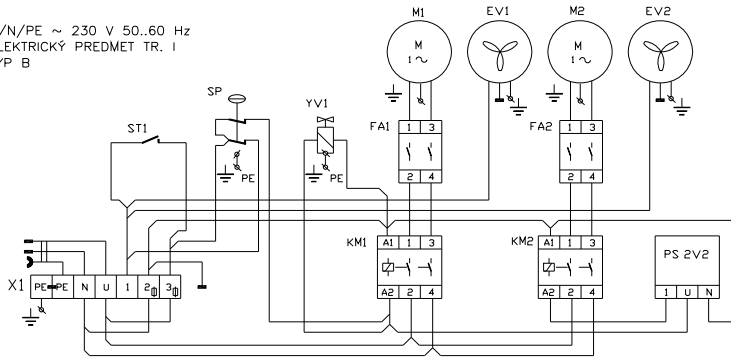 /N/PE ~ 230 V 50..60 Hz
LEKTRICKÝ PREDMET TR. I
YP B
M1
EV1
M2
EV2
M
1~
M
1~
SP
YV1
ST1
FA1
1 3
2 4
FA2
1 3
2 4
PE
PE
KM1
A1 1 3
A2 2 4
KM2
A1 1 3
A2 2 4
PS 2V2
1 U N
X1
PE PE N U 1 2 3